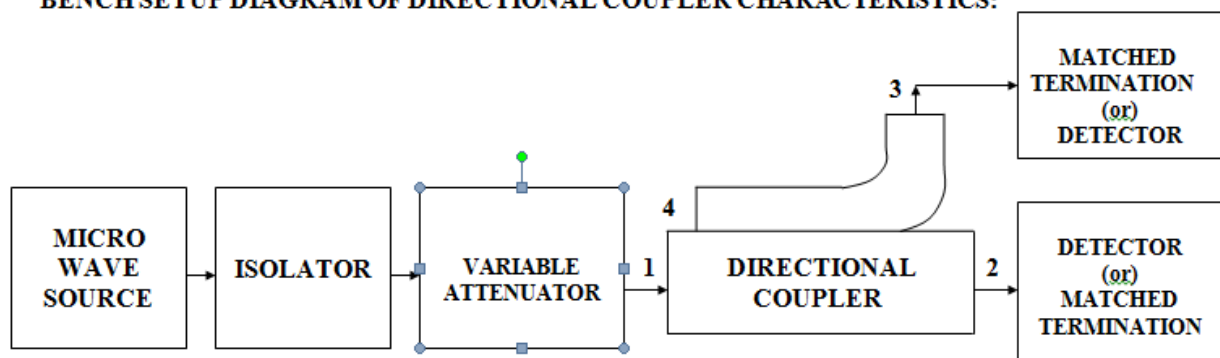 BENCH SETUP DIAGRAM OF DIRECTIONAL COUPLER CHARACTERISTICS:
MICRO
WAVE
SOURCE
ISOLATOR
VARIABLE
ATTENUATOR
1
4
DIRECTIONAL
COUPLER
3
2
MATCHED
TERMINATION
(or)
DETECTOR
DETECTOR
(or)
MATCHED
TERMINATION